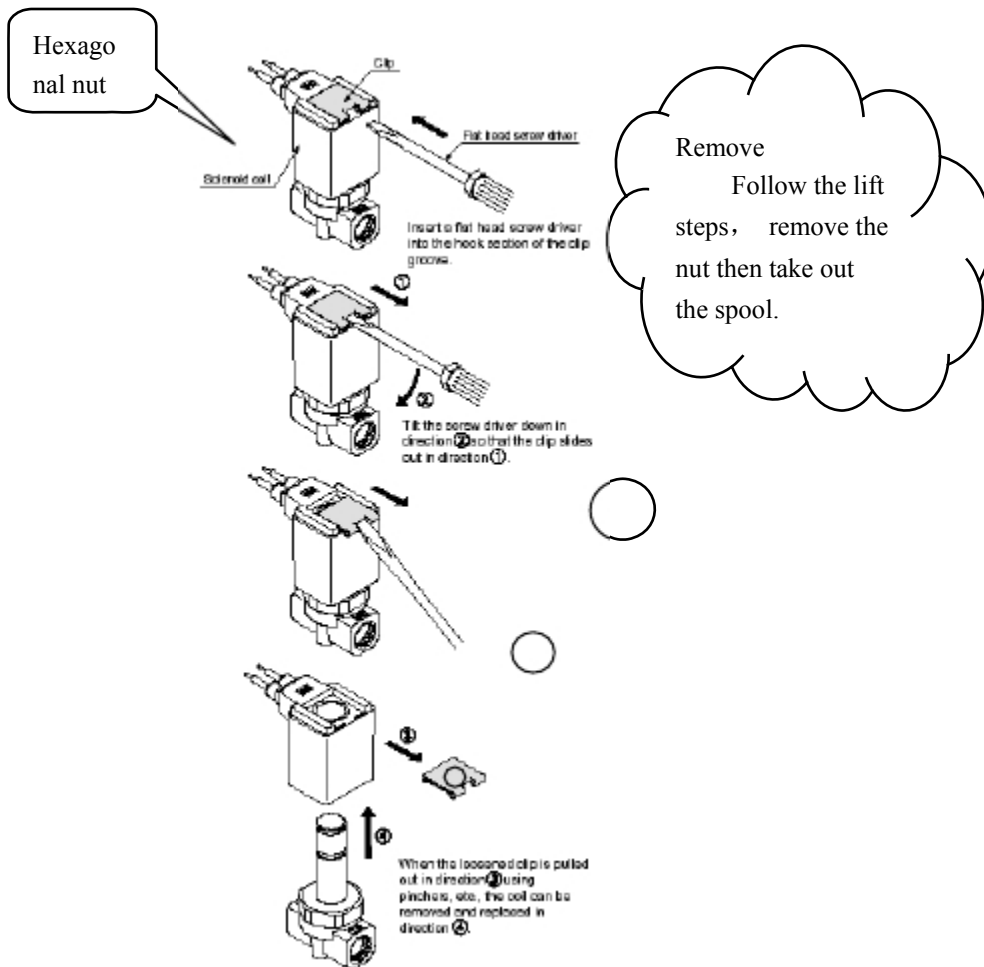 Hexago
nal nut
Clip
Flat head screw driver
Solenoid coil
Insert a flat head screw driver
into the hook section of the clip
groove.
①
②
Tilt the screw driver down in
direction ② so that the clip slides
out in direction ①.
③
④
When the loosened clip is pulled
out in direction ③ using
pinchers, etc., the coil can be
removed and replaced in
direction ④.
Remove
Follow the lift
steps， remove the
nut then take out
the spool.